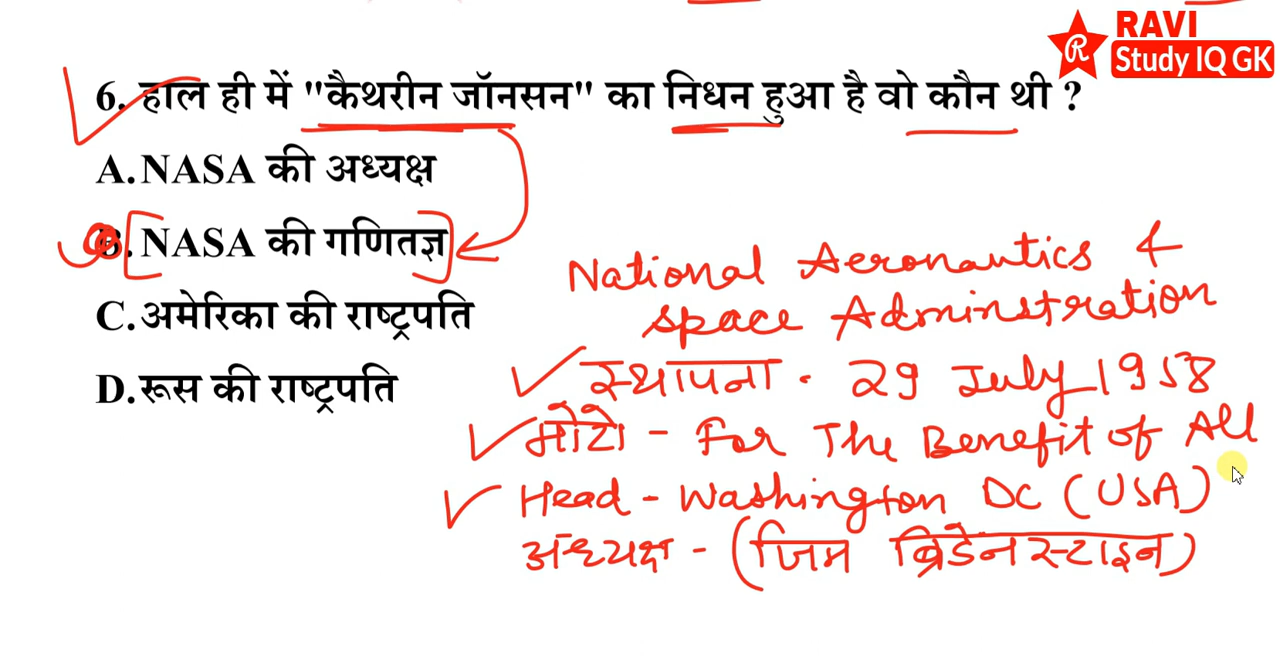 RAVI
Study IQ GK
6. हाल ही में "कैथरीन जॉनसन" का निधन हुआ है वो कौन थी ?
A.NASA की अध्यक्ष
B.NASA की गणितज्ञ
C.अमेरिका की राष्ट्रपति
D.रूस की राष्ट्रपति
National Aeronautics &
Space Adminstration
स्थापना . 29 July 1958
मोटो - For The Benefit of All
Head - Washington DC (USA)
अध्यक्ष - (जिम ब्रिडेनस्टाइन)